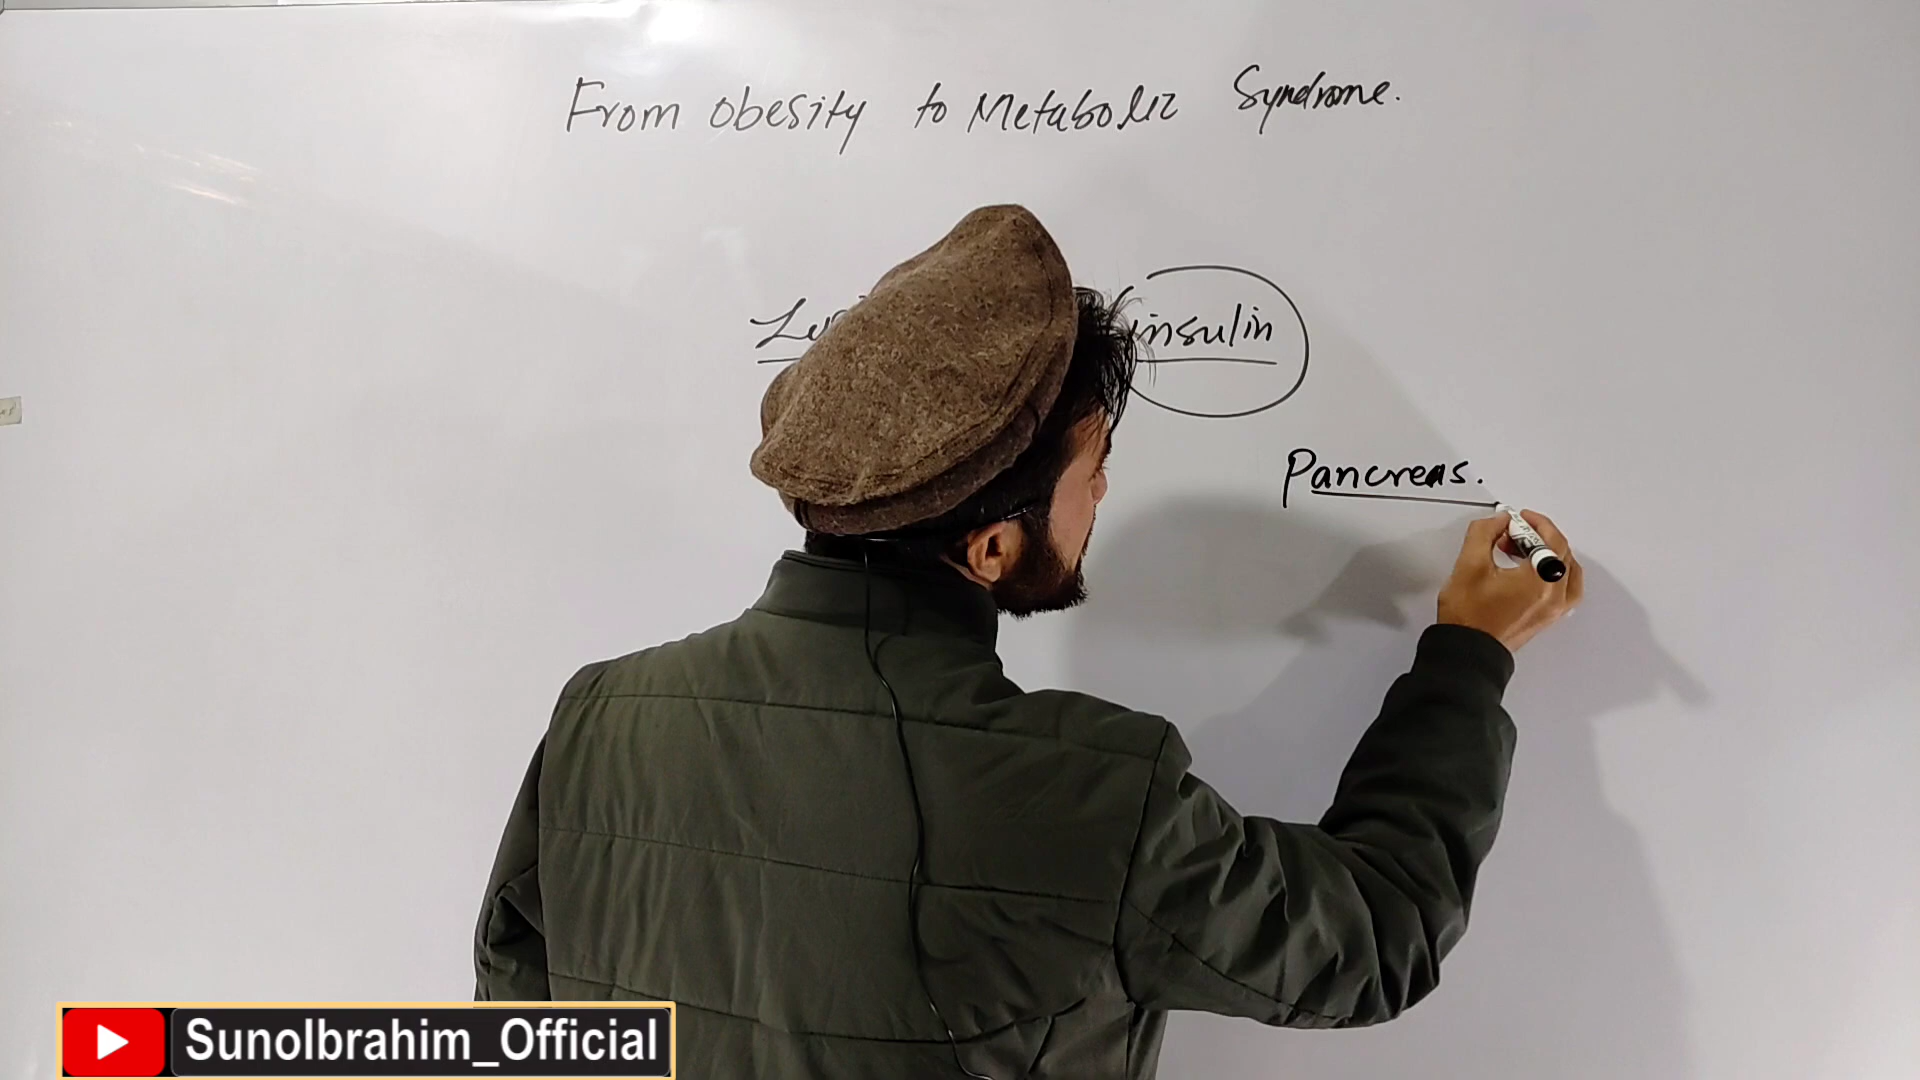 From obesity to Metabolic Syndrome.
insulin
Pancreas.
SunoIbrahim_Official